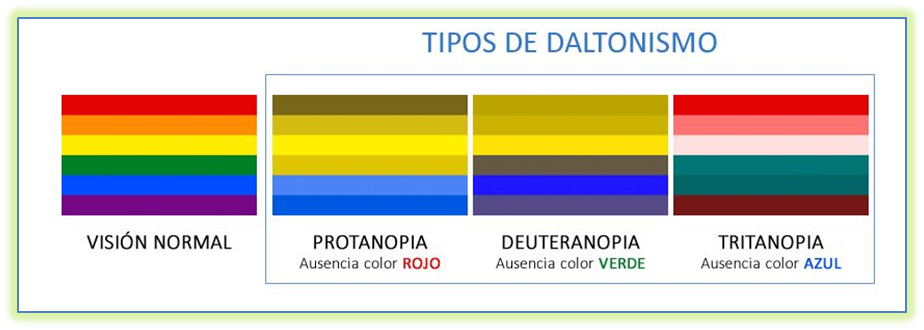 TIPOS DE DALTONISMO
VISIÓN NORMAL
PROTANOPIA
Ausencia color ROJO
DEUTERANOPIA
Ausencia color VERDE
TRITANOPIA
Ausencia color AZUL